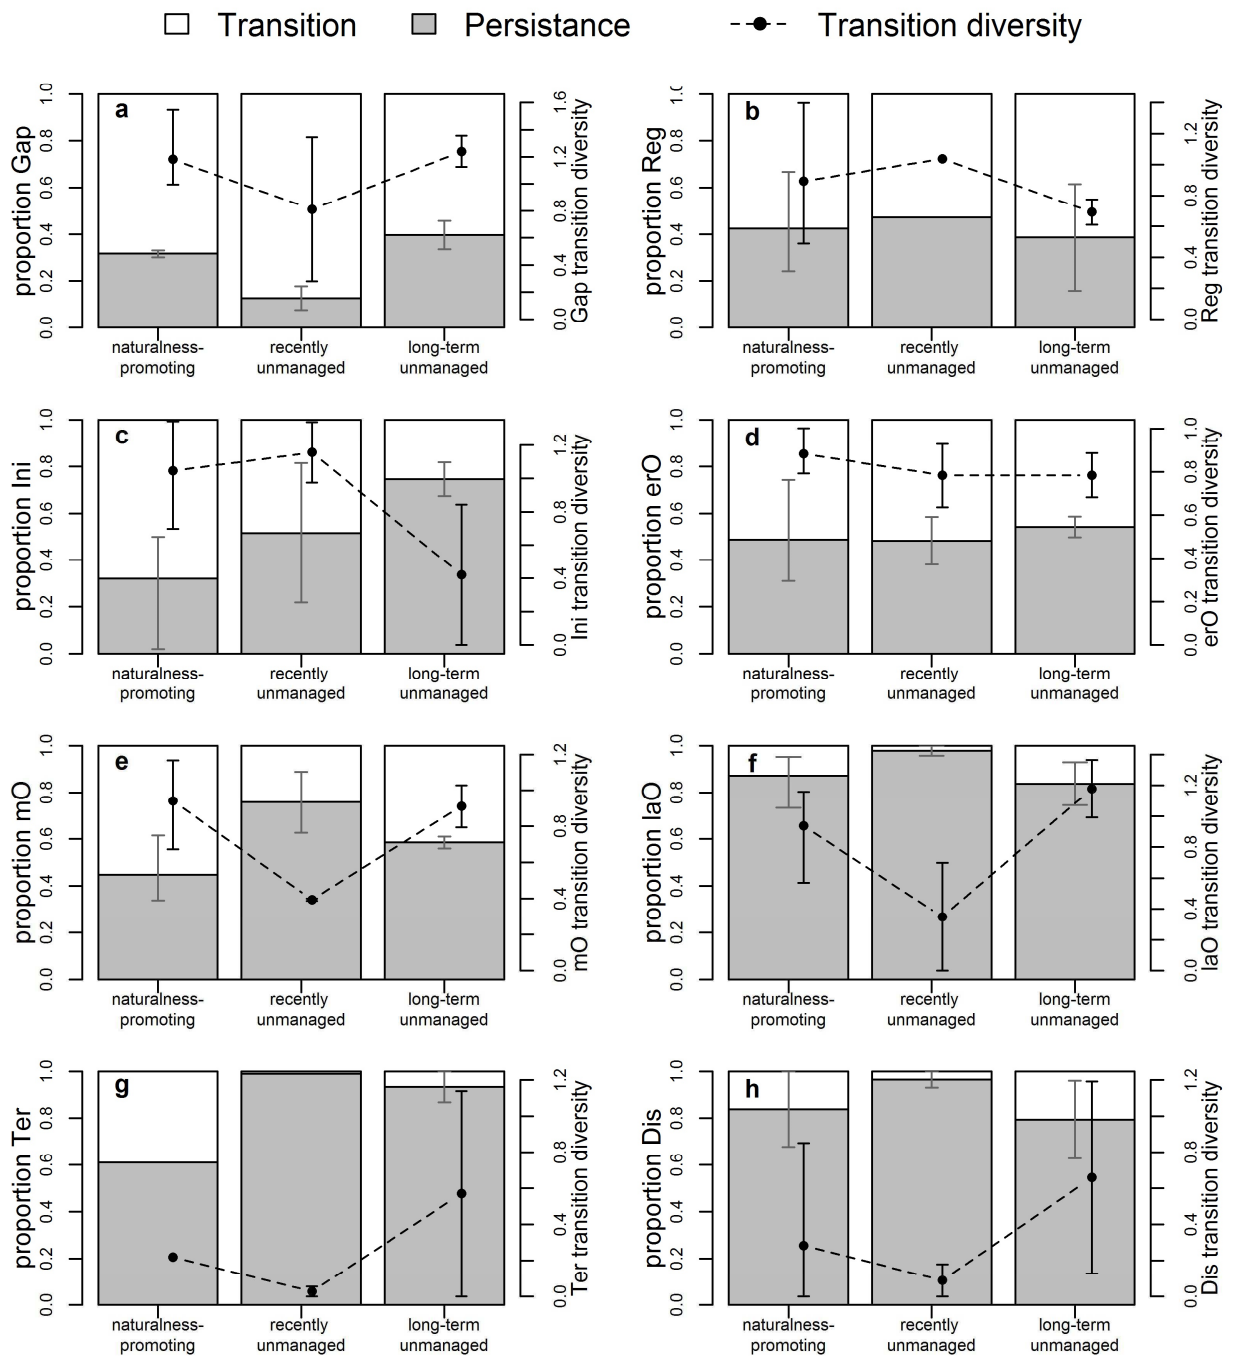 Transition Persistance Transition diversity
a
proportion Gap
0.0 0.2 0.4 0.6 0.8 1.0
0.0 0.4 0.8 1.2 1.6
Gap transition diversity
naturalness-promoting
recently unmanaged
long-term unmanaged
b
proportion Reg
0.0 0.2 0.4 0.6 0.8
0.0 0.4 0.8 1.2
Reg transition diversity
naturalness-promoting
recently unmanaged
long-term unmanaged
c
proportion Ini
0.0 0.2 0.4 0.6 0.8 1.0
0.0 0.4 0.8 1.2
Ini transition diversity
naturalness-promoting
recently unmanaged
long-term unmanaged
d
proportion erO
0.0 0.2 0.4 0.6 0.8 1.0
0.0 0.2 0.4 0.6 0.8 1.0
erO transition diversity
naturalness-promoting
recently unmanaged
long-term unmanaged
e
proportion mO
0.0 0.2 0.4 0.6 0.8 1.0
0.0 0.4 0.8 1.2
mO transition diversity
naturalness-promoting
recently unmanaged
long-term unmanaged
f
proportion laO
0.0 0.2 0.4 0.6 0.8 1.0
0.0 0.4 0.8 1.2
laO transition diversity
naturalness-promoting
recently unmanaged
long-term unmanaged
g
proportion Ter
0.0 0.2 0.4 0.6 0.8 1.0
0.0 0.4 0.8 1.2
Ter transition diversity
naturalness-promoting
recently unmanaged
long-term unmanaged
h
proportion Dis
0.0 0.2 0.4 0.6 0.8 1.0
0.0 0.4 0.8 1.2
Dis transition diversity
naturalness-promoting
recently unmanaged
long-term unmanaged